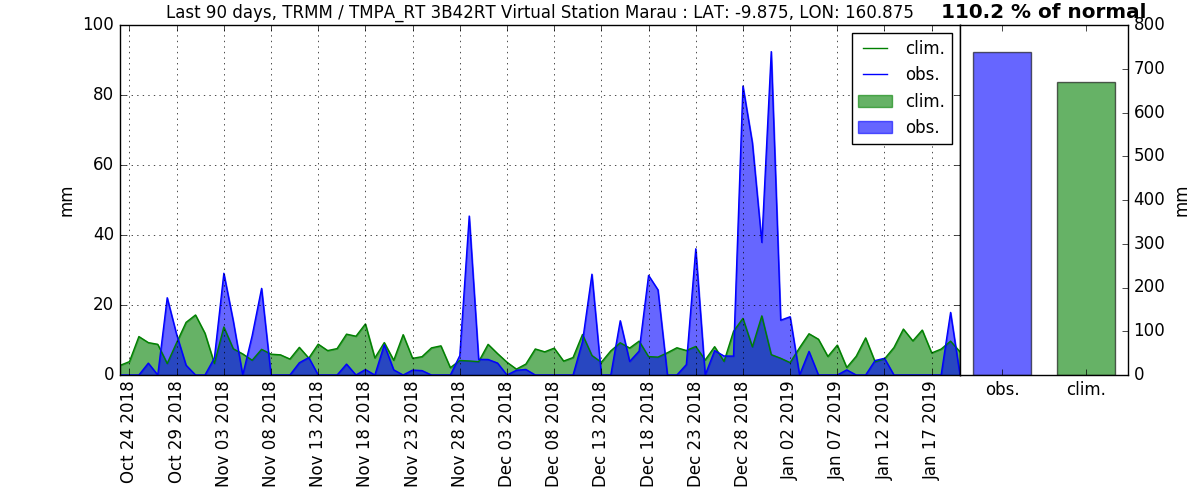 Last 90 days, TRMM / TMPA_RT 3B42RT Virtual Station Marau : LAT: -9.875, LON: 160.875
110.2 % of normal
100
80
60
40
20
0
mm
clim.
obs.
clim.
obs.
800
700
600
500
400
300
200
100
0
mm
Oct 24 2018
Oct 29 2018
Nov 03 2018
Nov 08 2018
Nov 13 2018
Nov 18 2018
Nov 23 2018
Nov 28 2018
Dec 03 2018
Dec 08 2018
Dec 13 2018
Dec 18 2018
Dec 23 2018
Dec 28 2018
Jan 02 2019
Jan 07 2019
Jan 12 2019
Jan 17 2019
obs.
clim.